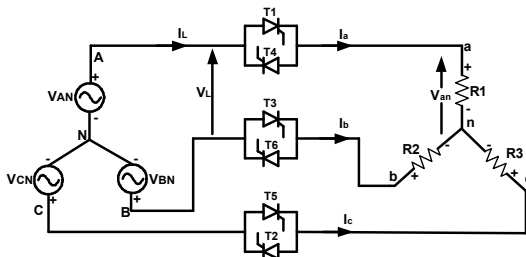 T1
A
IL
Ia
a
+
T4
+
VAN
VL
Van
R1
-
-
T3
N
Ib
n
-
-
R2
-
-
R3
T6
VCN
VBN
+
+
+
b
+
C
B
T5
Ic
T2